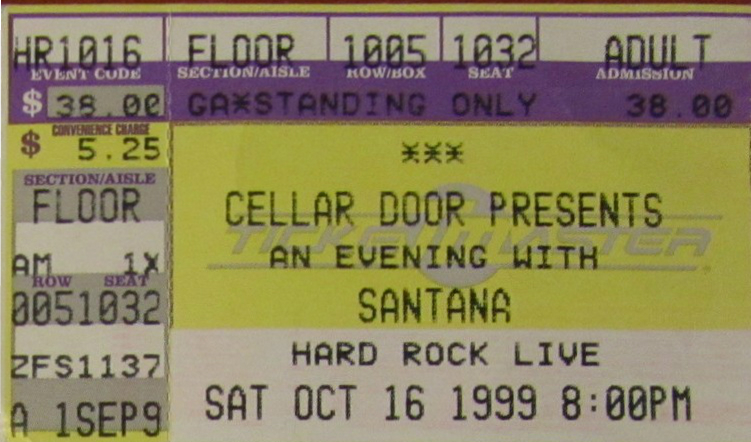 HR1016 FLOOR 1005 1032 ADULT
EVENT CODE SECTION/AISLE ROW/BOX SEAT ADMISSION
$ 38.00 GA*STANDING ONLY 38.00
CONVENIENCE CHARGE
$ 5.25 ***
SECTION/AISLE
FLOOR CELLAR DOOR PRESENTS
TICKETMASTER
AN EVENING WITH
AM 1X
ROW SEAT
0051032 SANTANA
HARD ROCK LIVE
ZFS1137
A 1SEP9 SAT OCT 16 1999 8:00PM